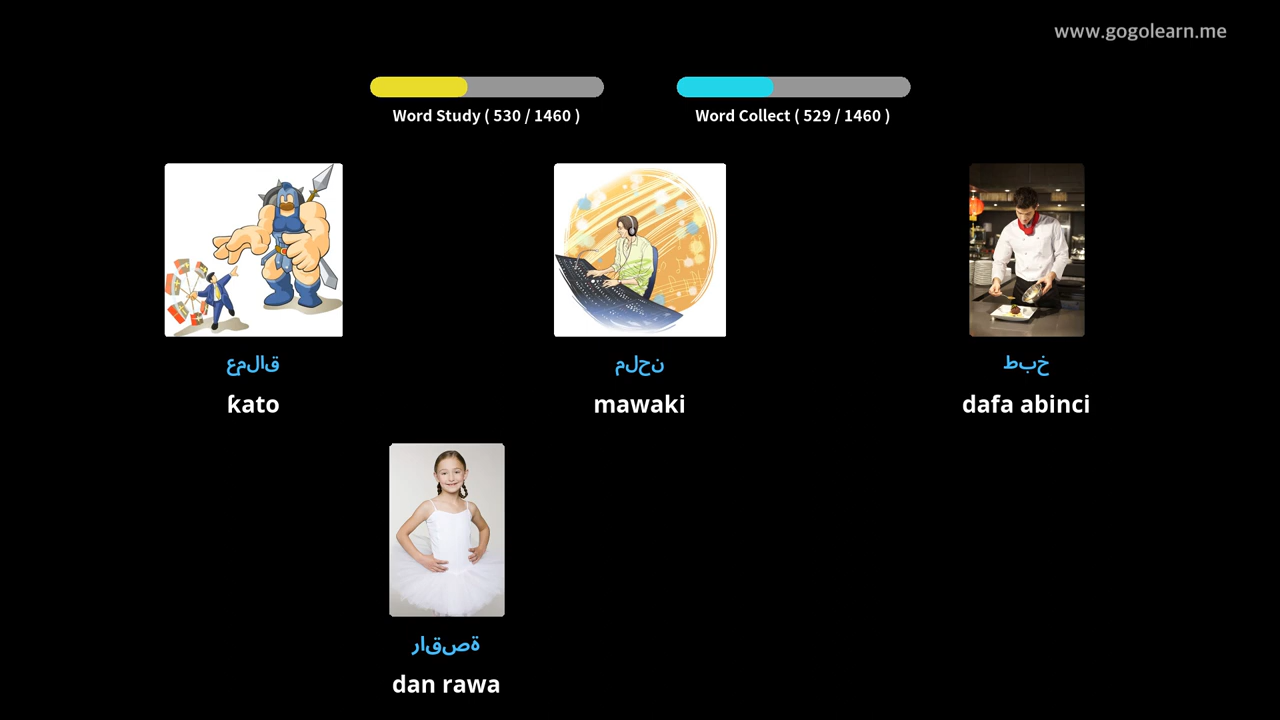 www.gogolearn.me
Word Study ( 530 / 1460 )
Word Collect ( 529 / 1460 )
عملاق
ƙato
ملحن
mawaki
طبخ
dafa abinci
راقصة
dan rawa